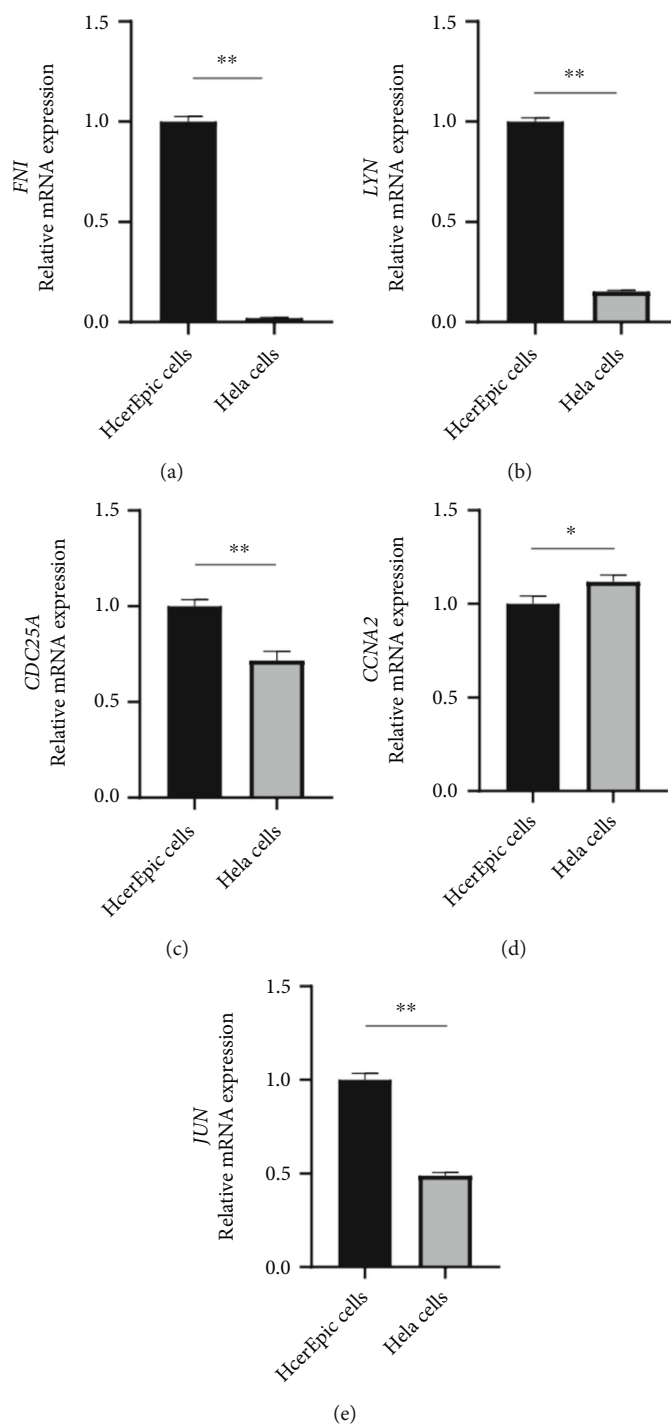 FNI
Relative mRNA expression
1.5
1.0
0.5
0.0
**
HcerEpic cells
Hela cells
(a)
LYN
Relative mRNA expression
1.5
1.0
0.5
0.0
**
HcerEpic cells
Hela cells
(b)
CDC25A
Relative mRNA expression
1.5
1.0
0.5
0.0
**
HcerEpic cells
Hela cells
(c)
CCNA2
Relative mRNA expression
1.5
1.0
0.5
0.0
*
HcerEpic cells
Hela cells
(d)
JUN
Relative mRNA expression
1.5
1.0
0.5
0.0
**
HcerEpic cells
Hela cells
(e)